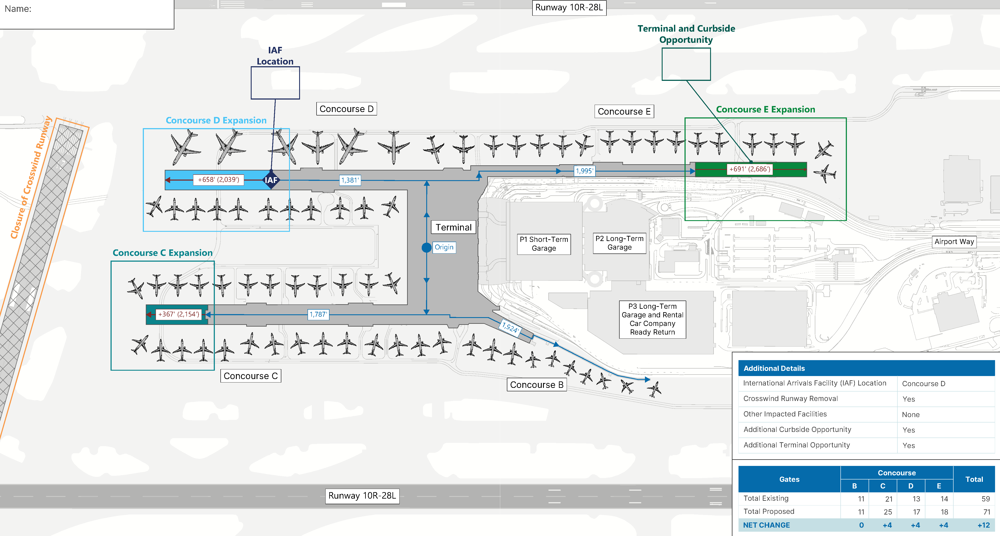 Name:
Runway 10R-28L
Terminal and Curbside
Opportunity
IAF
Location
Concourse D
Concourse E
Concourse E Expansion
Concourse D Expansion
Closure of Crosswind Runway
+658' (2,039')
IAF
1,381'
1,995'
+691' (2,686')
Terminal
Origin
P1 Short-Term
Garage
P2 Long-Term
Garage
Airport Way
Concourse C Expansion
+367' (2,154')
1,787'
1,924'
P3 Long-Term
Garage and Rental
Car Company
Ready Return
Concourse C
Concourse B
Additional Details
International Arrivals Facility (IAF) Location Concourse D
Crosswind Runway Removal Yes
Other Impacted Facilities None
Additional Curbside Opportunity Yes
Additional Terminal Opportunity Yes
Runway 10R-28L
Gates Concourse Total
B C D E
Total Existing 11 21 13 14 59
Total Proposed 11 25 17 18 71
NET CHANGE 0 +4 +4 +4 +12